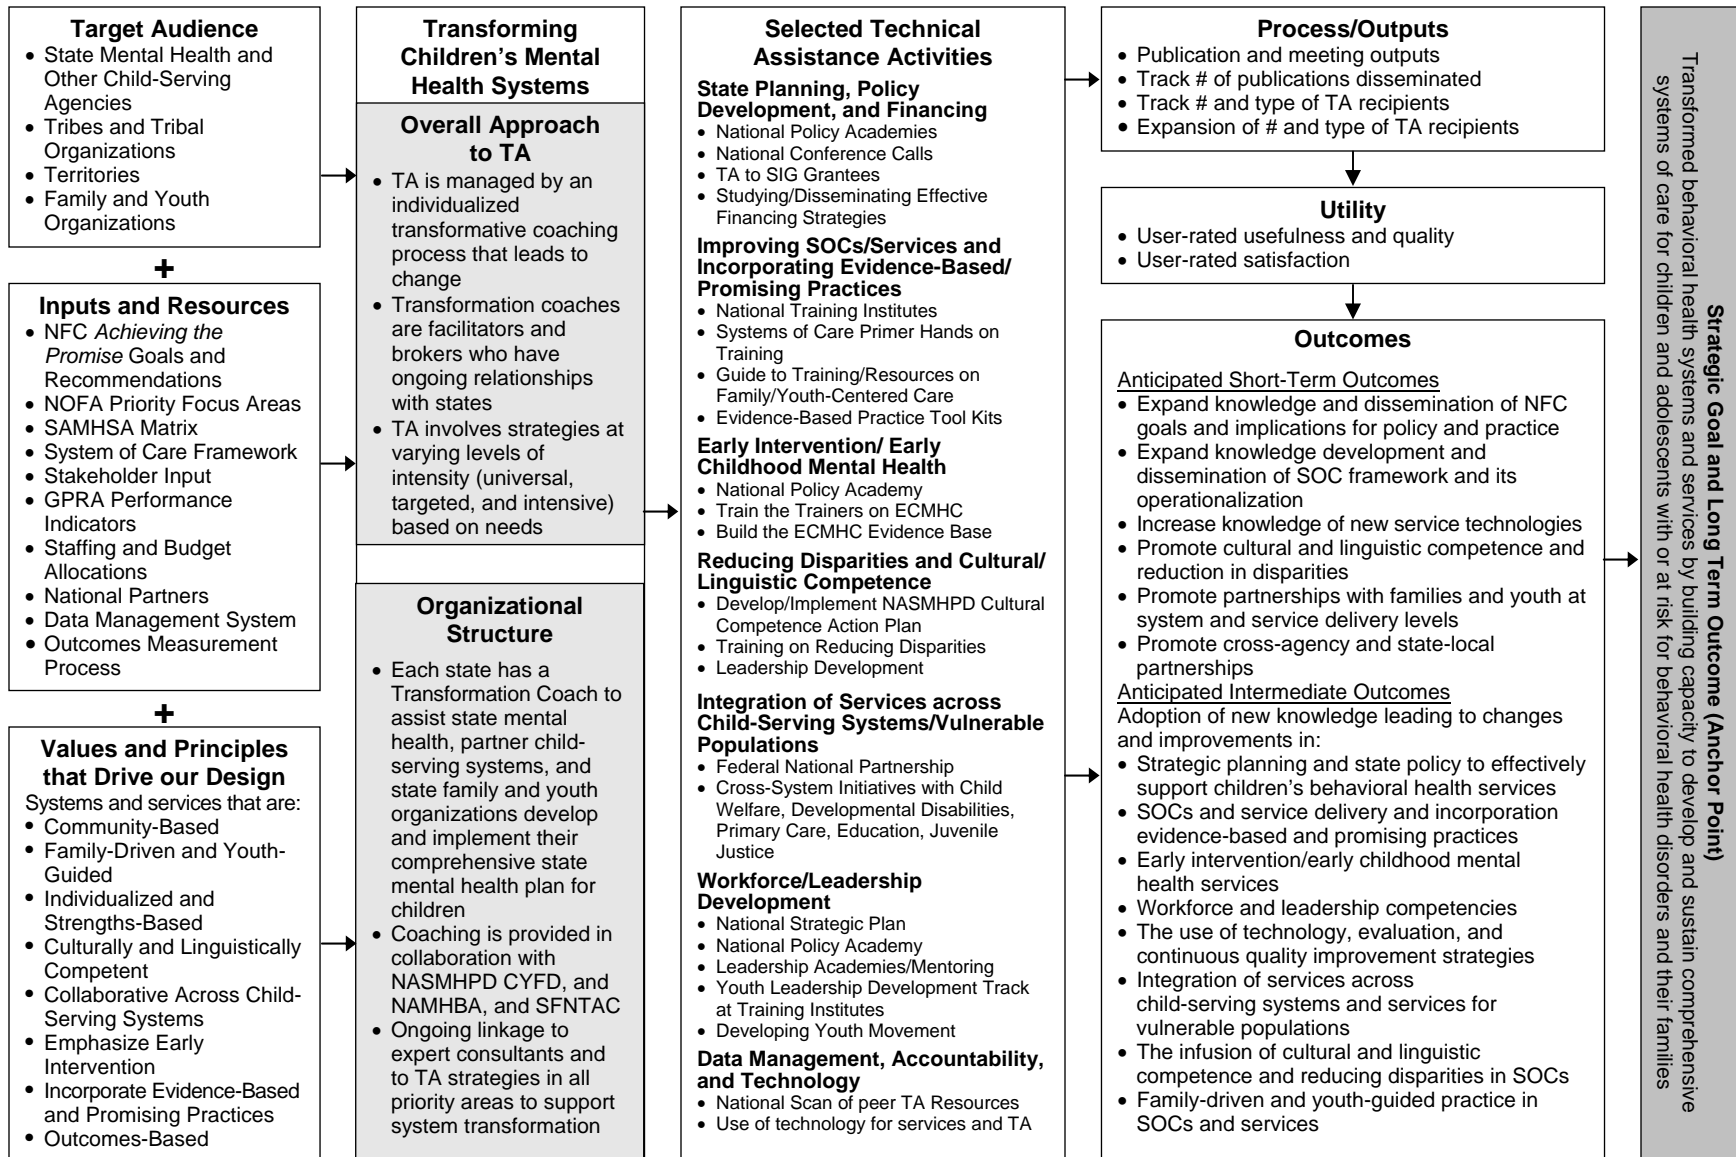 Target Audience
• State Mental Health and
Other Child-Serving
Agencies
• Tribes and Tribal
Organizations
• Territories
• Family and Youth
Organizations
+
Inputs and Resources
• NFC Achieving the
Promise Goals and
Recommendations
• NOFA Priority Focus Areas
• SAMHSA Matrix
• System of Care Framework
• Stakeholder Input
• GPRA Performance
Indicators
• Staffing and Budget
Allocations
• National Partners
• Data Management System
• Outcomes Measurement
Process
+
Values and Principles
that Drive our Design
Systems and services that are:
• Community-Based
• Family-Driven and Youth-
Guided
• Individualized and
Strengths-Based
• Culturally and Linguistically
Competent
• Collaborative Across Child-
Serving Systems
• Emphasize Early
Intervention
• Incorporate Evidence-Based
and Promising Practices
• Outcomes-Based
Transforming
Children's Mental
Health Systems
Overall Approach
to TA
• TA is managed by an
individualized
transformative coaching
process that leads to
change
• Transformation coaches
are facilitators and
brokers who have
ongoing relationships
with states
• TA involves strategies at
varying levels of
intensity (universal,
targeted, and intensive)
based on needs
Organizational
Structure
• Each state has a
Transformation Coach to
assist state mental
health, partner child-
serving systems, and
state family and youth
organizations develop
and implement their
comprehensive state
mental health plan for
children
• Coaching is provided in
collaboration with
NASMHPD CYFD, and
NAMHBA, and SFNTAC
• Ongoing linkage to
expert consultants and
to TA strategies in all
priority areas to support
system transformation
Selected Technical
Assistance Activities
State Planning, Policy
Development, and Financing
• National Policy Academies
• National Conference Calls
• TA to SIG Grantees
• Studying/Disseminating Effective
Financing Strategies
Improving SOCs/Services and
Incorporating Evidence-Based/
Promising Practices
• National Training Institutes
• Systems of Care Primer Hands on
Training
• Guide to Training/Resources on
Family/Youth-Centered Care
• Evidence-Based Practice Tool Kits
Early Intervention/ Early
Childhood Mental Health
• National Policy Academy
• Train the Trainers on ECMHC
• Build the ECMHC Evidence Base
Reducing Disparities and Cultural/
Linguistic Competence
• Develop/Implement NASMHPD Cultural
Competence Action Plan
• Training on Reducing Disparities
• Leadership Development
Integration of Services across
Child-Serving Systems/Vulnerable
Populations
• Federal National Partnership
• Cross-System Initiatives with Child
Welfare, Developmental Disabilities,
Primary Care, Education, Juvenile
Justice
Workforce/Leadership
Development
• National Strategic Plan
• National Policy Academy
• Leadership Academies/Mentoring
• Youth Leadership Development Track
at Training Institutes
• Developing Youth Movement
Data Management, Accountability,
and Technology
• National Scan of peer TA Resources
• Use of technology for services and TA
Process/Outputs
• Publication and meeting outputs
• Track # of publications disseminated
• Track # and type of TA recipients
• Expansion of # and type of TA recipients
Utility
• User-rated usefulness and quality
• User-rated satisfaction
Outcomes
Anticipated Short-Term Outcomes
• Expand knowledge and dissemination of NFC
goals and implications for policy and practice
• Expand knowledge development and
dissemination of SOC framework and its
operationalization
• Increase knowledge of new service technologies
• Promote cultural and linguistic competence and
reduction in disparities
• Promote partnerships with families and youth at
system and service delivery levels
• Promote cross-agency and state-local
partnerships
Anticipated Intermediate Outcomes
Adoption of new knowledge leading to changes
and improvements in:
• Strategic planning and state policy to effectively
support children's behavioral health services
• SOCs and service delivery and incorporation
evidence-based and promising practices
• Early intervention/early childhood mental
health services
• Workforce and leadership competencies
• The use of technology, evaluation, and
continuous quality improvement strategies
• Integration of services across
child-serving systems and services for
vulnerable populations
• The infusion of cultural and linguistic
competence and reducing disparities in SOCs
• Family-driven and youth-guided practice in
SOCs and services
Strategic Goal and Long Term Outcome (Anchor Point)
Transformed behavioral health systems and services by building capacity to develop and sustain comprehensive
systems of care for children and adolescents with or at risk for behavioral health disorders and their families